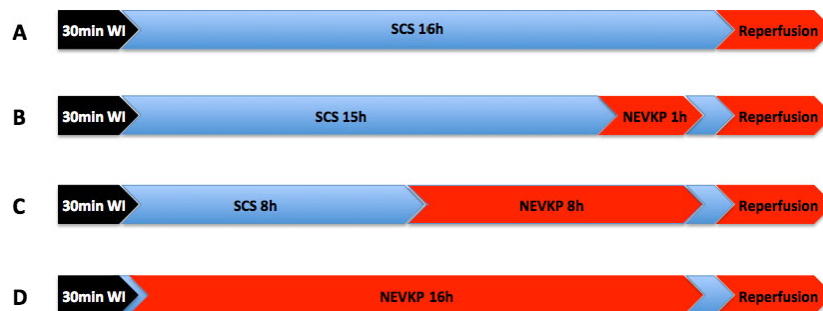 A 30min WI SCS 16h Reperfusion
B 30min WI SCS 15h NEVKP 1h Reperfusion
C 30min WI SCS 8h NEVKP 8h Reperfusion
D 30min WI NEVKP 16h Reperfusion